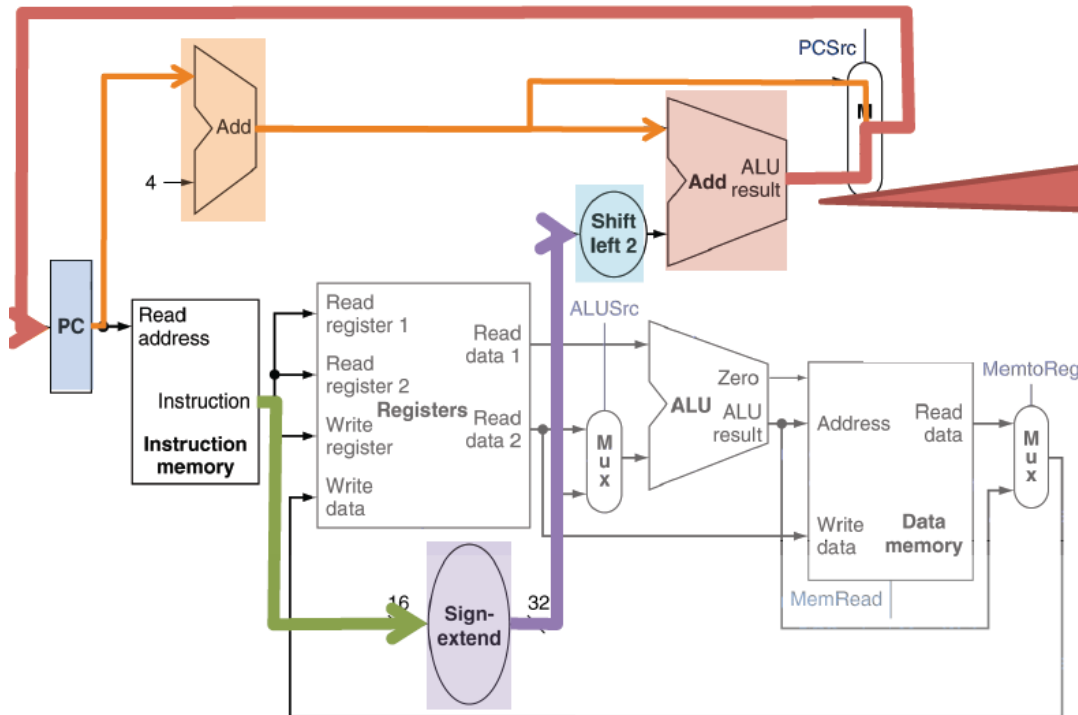 PCSrc
M
Add
4
Add
ALU
result
Shift
left 2
PC
Read
address
Instruction
Instruction
memory
Read
register 1
Read
register 2
Write
register
Write
data
Registers
Read
data 1
Read
data 2
ALUSrc
M
u
x
Zero
ALU
ALU
result
Address
Read
data
Write
data
Data
memory
MemRead
MemtoReg
M
u
x
16
Sign-
extend
32